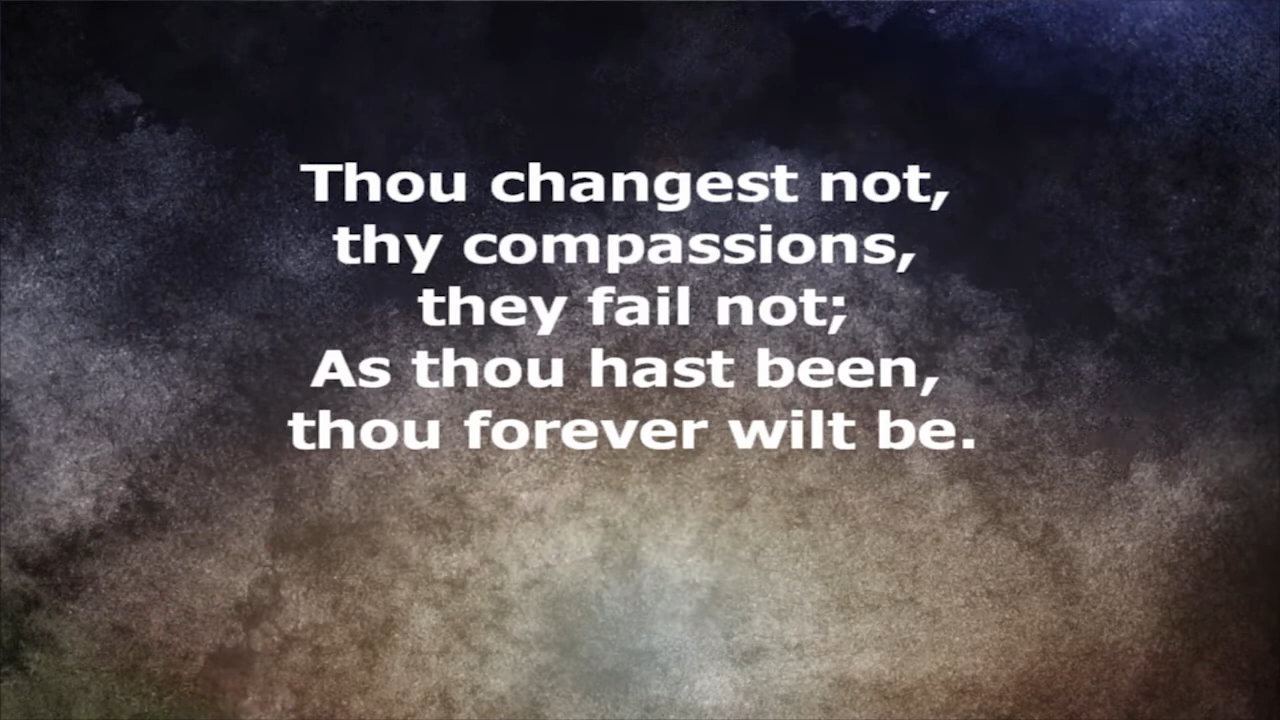 Thou changest not,
thy compassions,
they fail not;
As thou hast been,
thou forever wilt be.